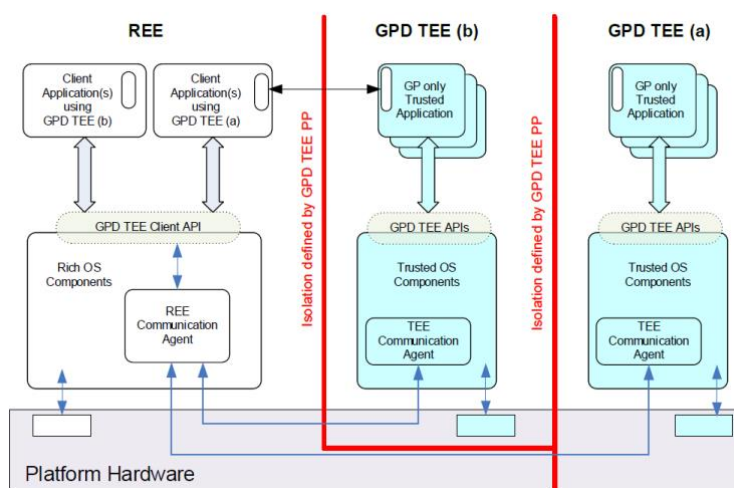 REE
GPD TEE (b)
GPD TEE (a)
Client
Application(s)
using
GPD TEE (b)
Client
Application(s)
using
GPD TEE (a)
GP only
Trusted
Application
GP only
Trusted
Application
Isolation defined by GPD TEE PP
Isolation defined by GPD TEE PP
GPD TEE Client API
GPD TEE APIs
GPD TEE APIs
Rich OS
Components
Trusted OS
Components
Trusted OS
Components
REE
Communication
Agent
TEE
Communication
Agent
TEE
Communication
Agent
Platform Hardware